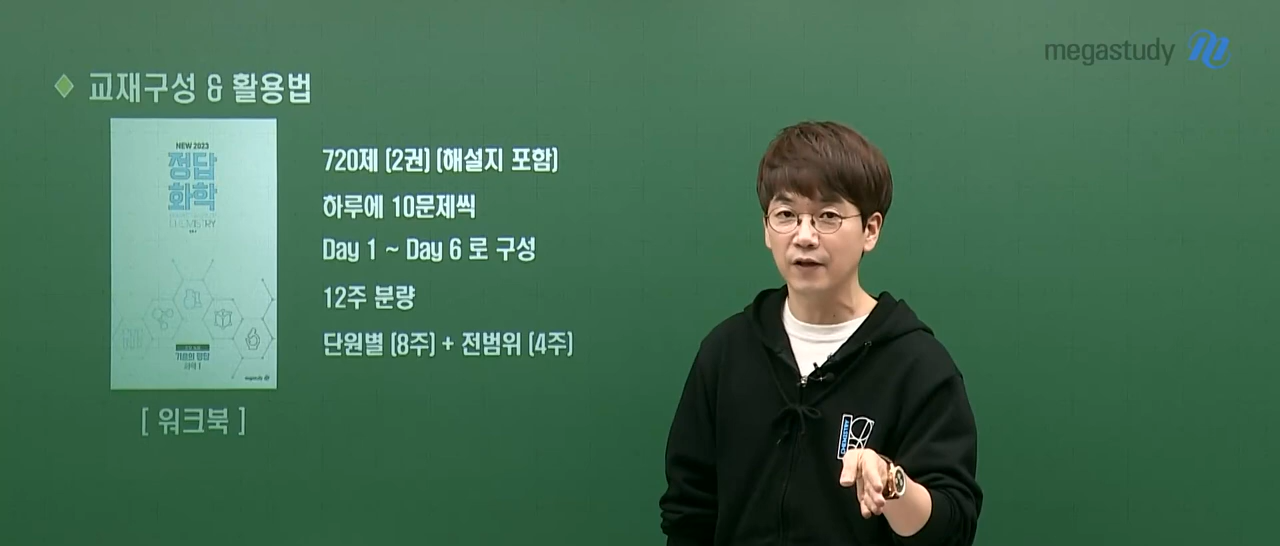 megastudy
교재구성 & 활용법
NEW 2023
정답
화학
CHEMISTRY
기출의 정답
megastudy
[ 워크북 ]
720제 (2권) (해설지 포함)
하루에 10문제씩
Day 1 ~ Day 6 로 구성
12주 분량
단원별 (8주) + 전범위 (4주)
CHEMISTRY